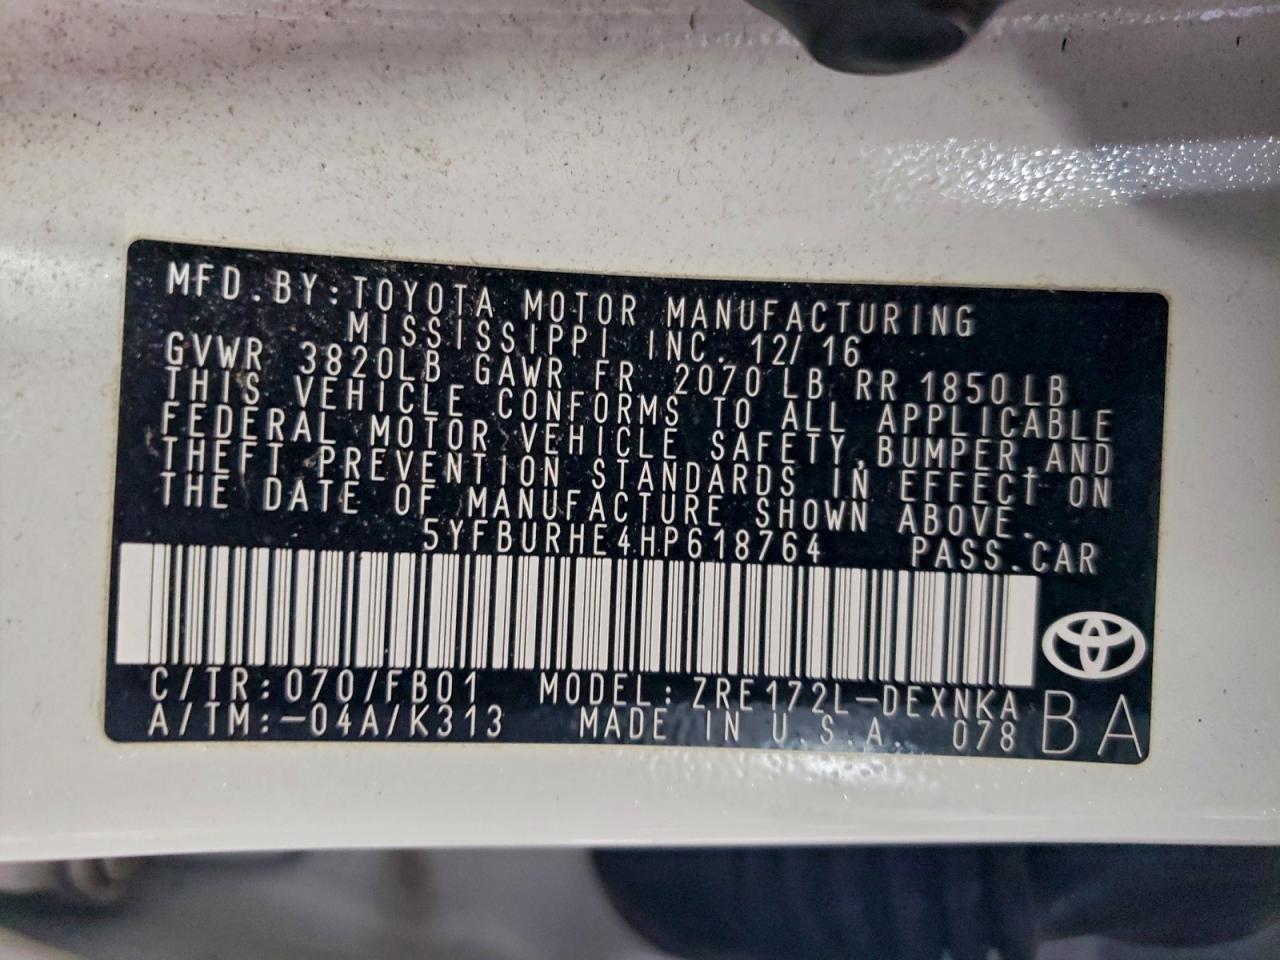 MFD.BY:TOYOTA MOTOR MANUFACTURING
MISSISSIPPI INC. 12/16
GVWR 3820LB GAWR FR 2070LB RR 1850LB
THIS VEHICLE CONFORMS TO ALL APPLICABLE
FEDERAL MOTOR VEHICLE SAFETY,BUMPER,AND
THEFT PREVENTION STANDARDS IN EFFECT ON
THE DATE OF MANUFACTURE SHOWN ABOVE.
5YFBURHE4HP618764 PASS.CAR
C/TR:070/FB01 MODEL:ZRE172L-DEXNKA
A/TM:-04A/K313 MADE IN U.S.A. 078 BA